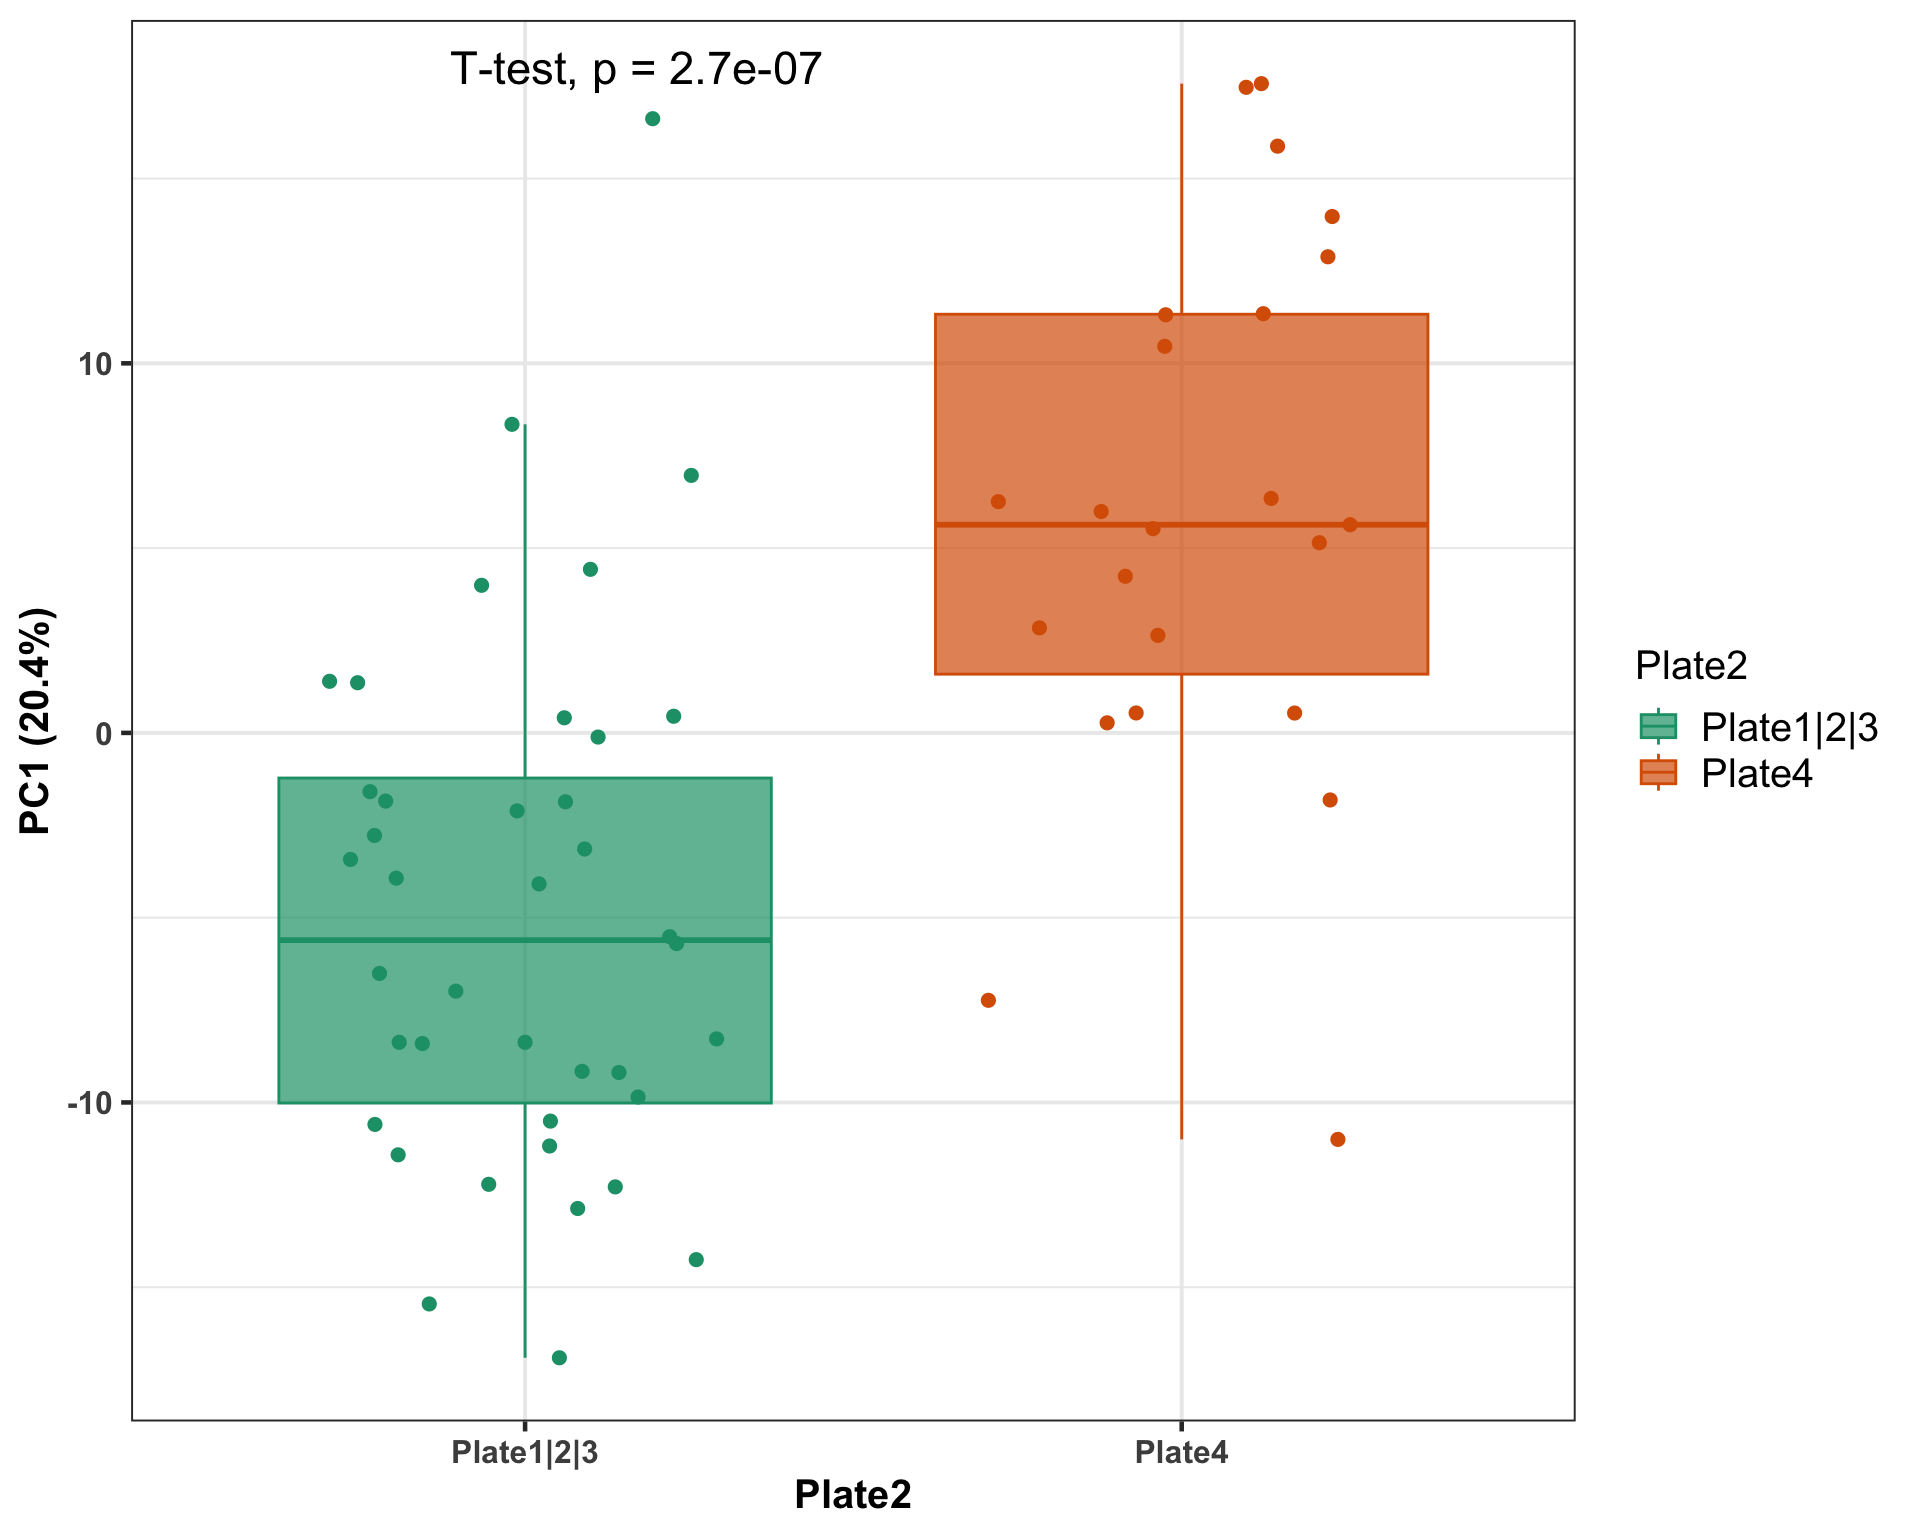 T-test, p = 2.7e-07
10
0
-10
PC1 (20.4%)
Plate1|2|3
Plate4
Plate2
Plate2
Plate1|2|3
Plate4